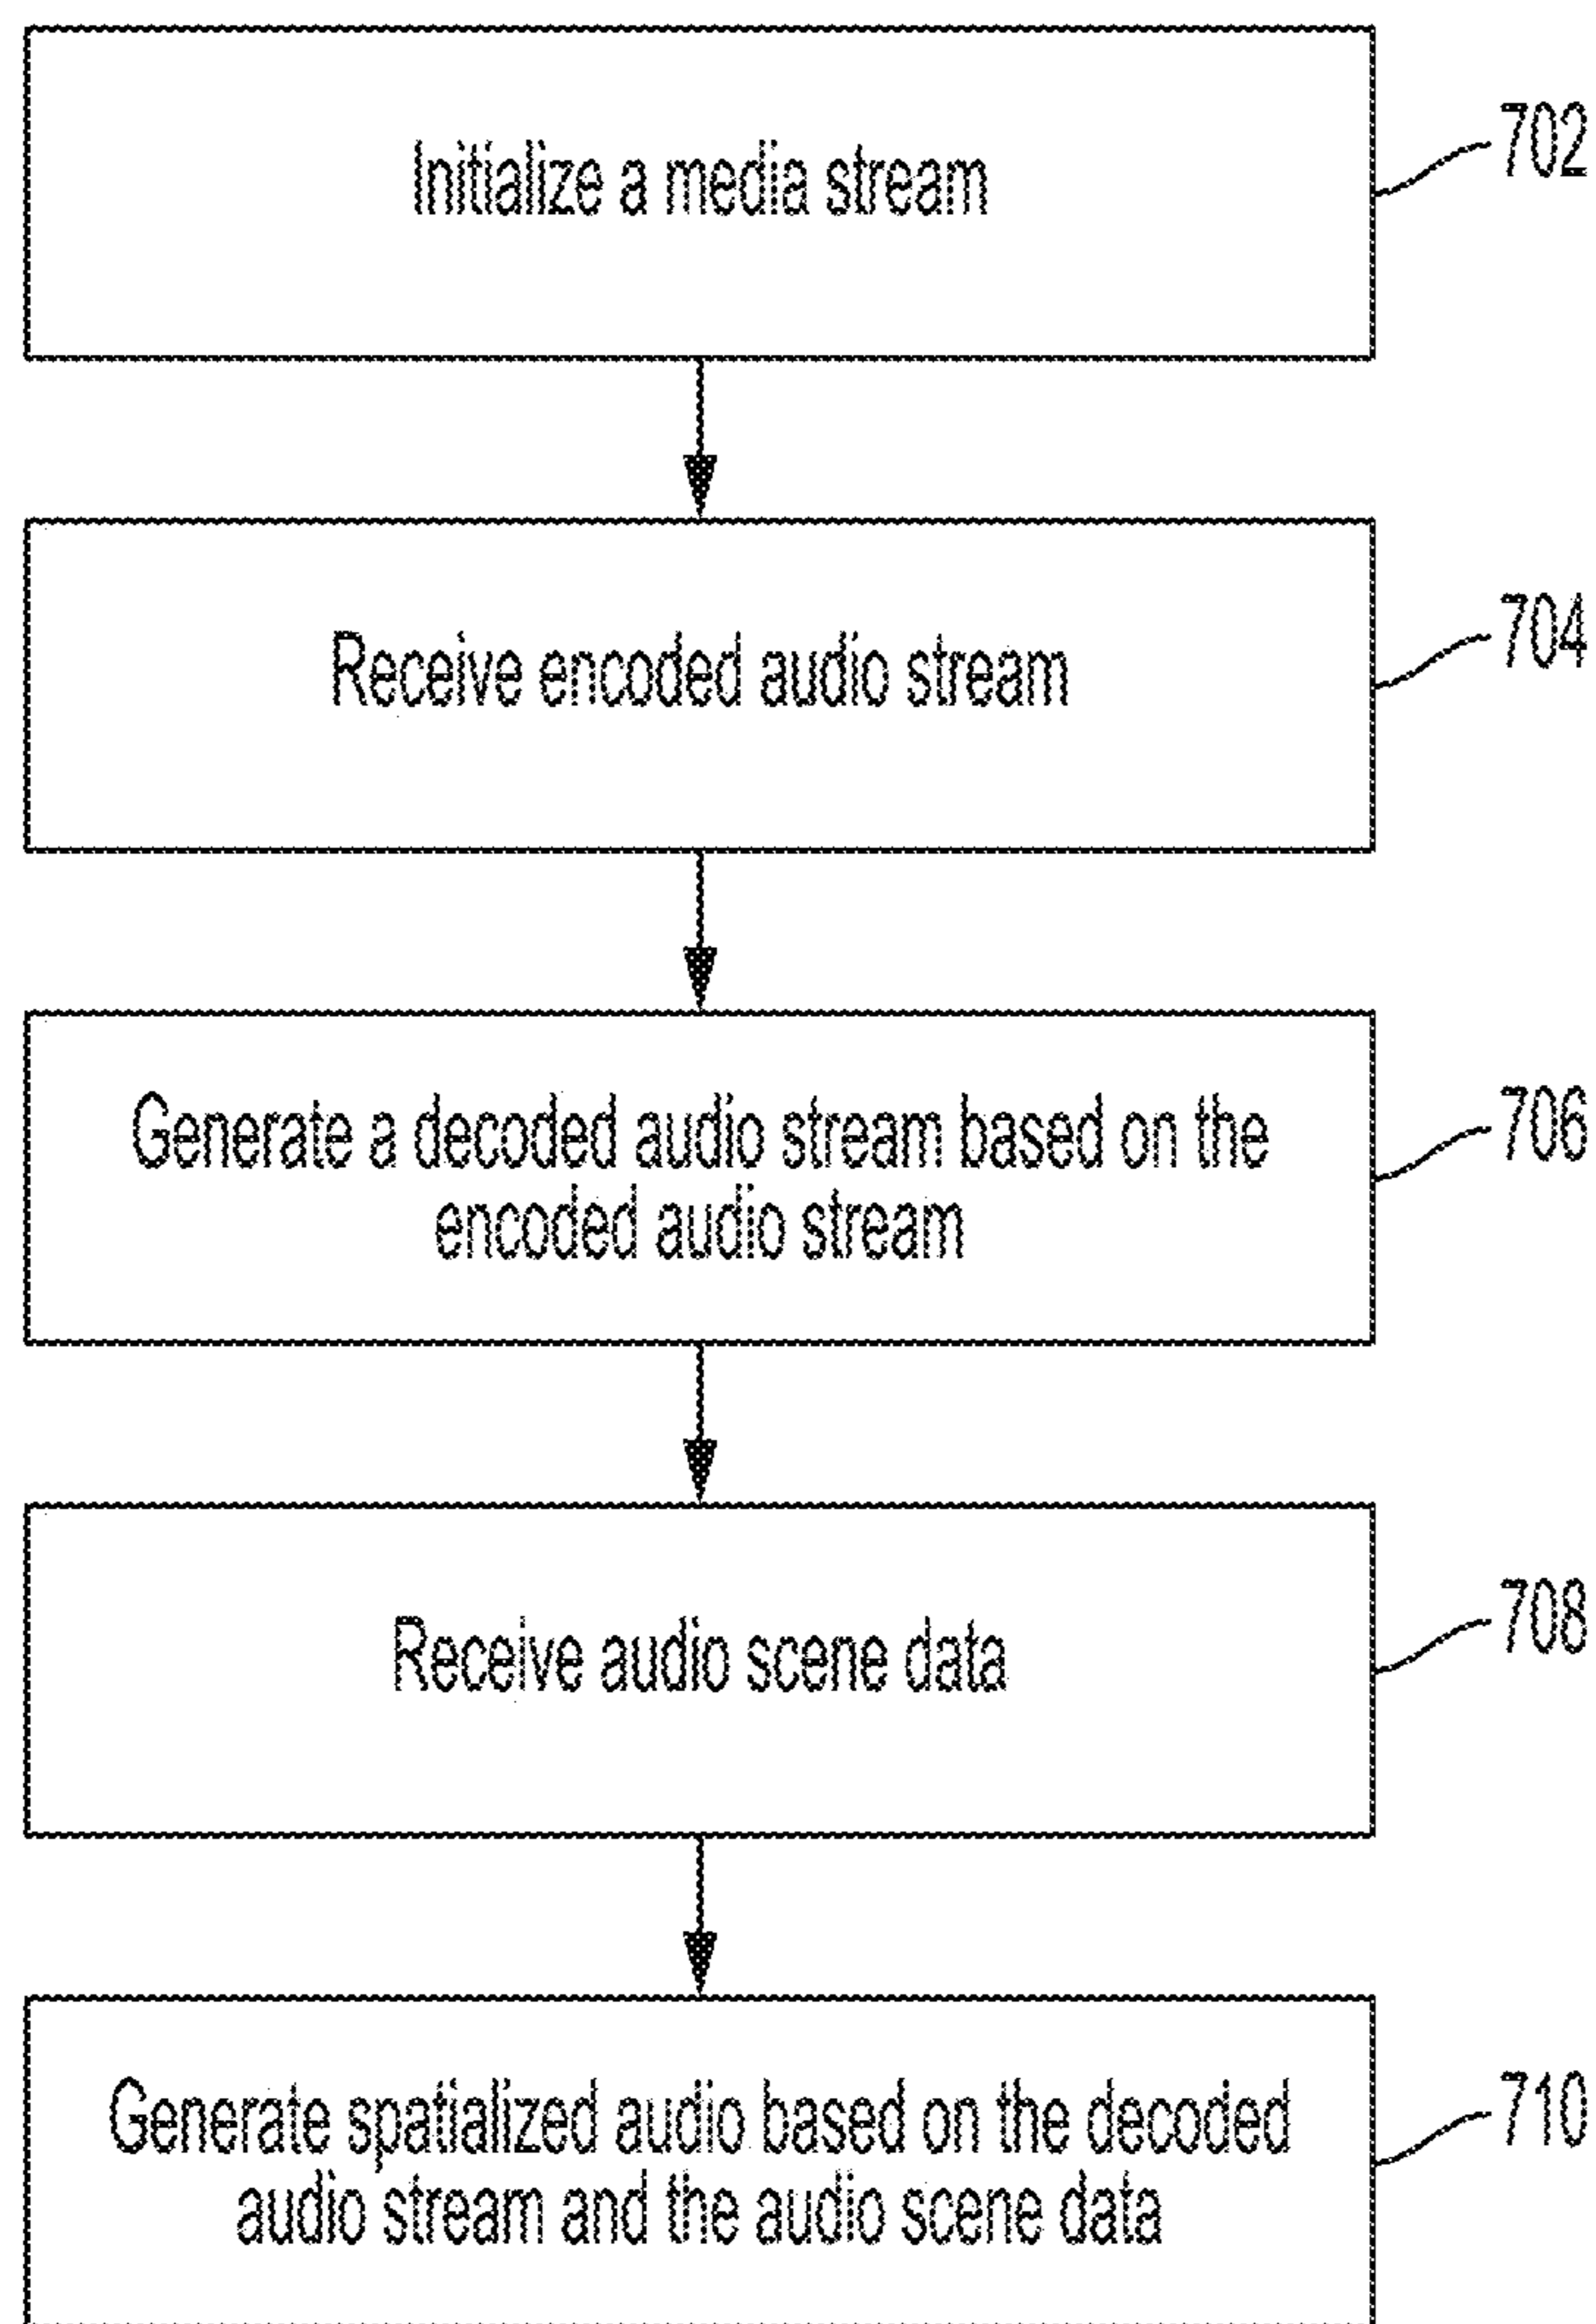 Initialize a media stream
702
Receive encoded audio stream
704
Generate a decoded audio stream based on the
encoded audio stream
706
Receive audio scene data
708
Generate spatialized audio based on the decoded
audio stream and the audio scene data
710